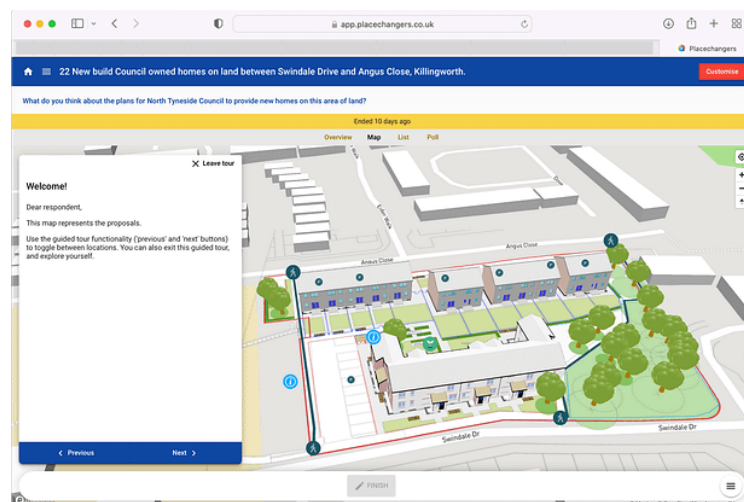 app.placechangers.co.uk
Placechangers
22 New build Council owned homes on land between Swindale Drive and Angus Close, Killingworth.
Customise
What do you think about the plans for North Tyneside Council to provide new homes on this area of land?
Ended 10 days ago
Overview Map List Poll
Leave tour
Welcome!
Dear respondent,
This map represents the proposals.
Use the guided tour functionality ('previous' and 'next' buttons)
to toggle between locations. You can also exit this guided tour,
and explore yourself.
Angus Close
Angus Close
Swindale Dr
Swindale Dr
Previous Next
FINISH